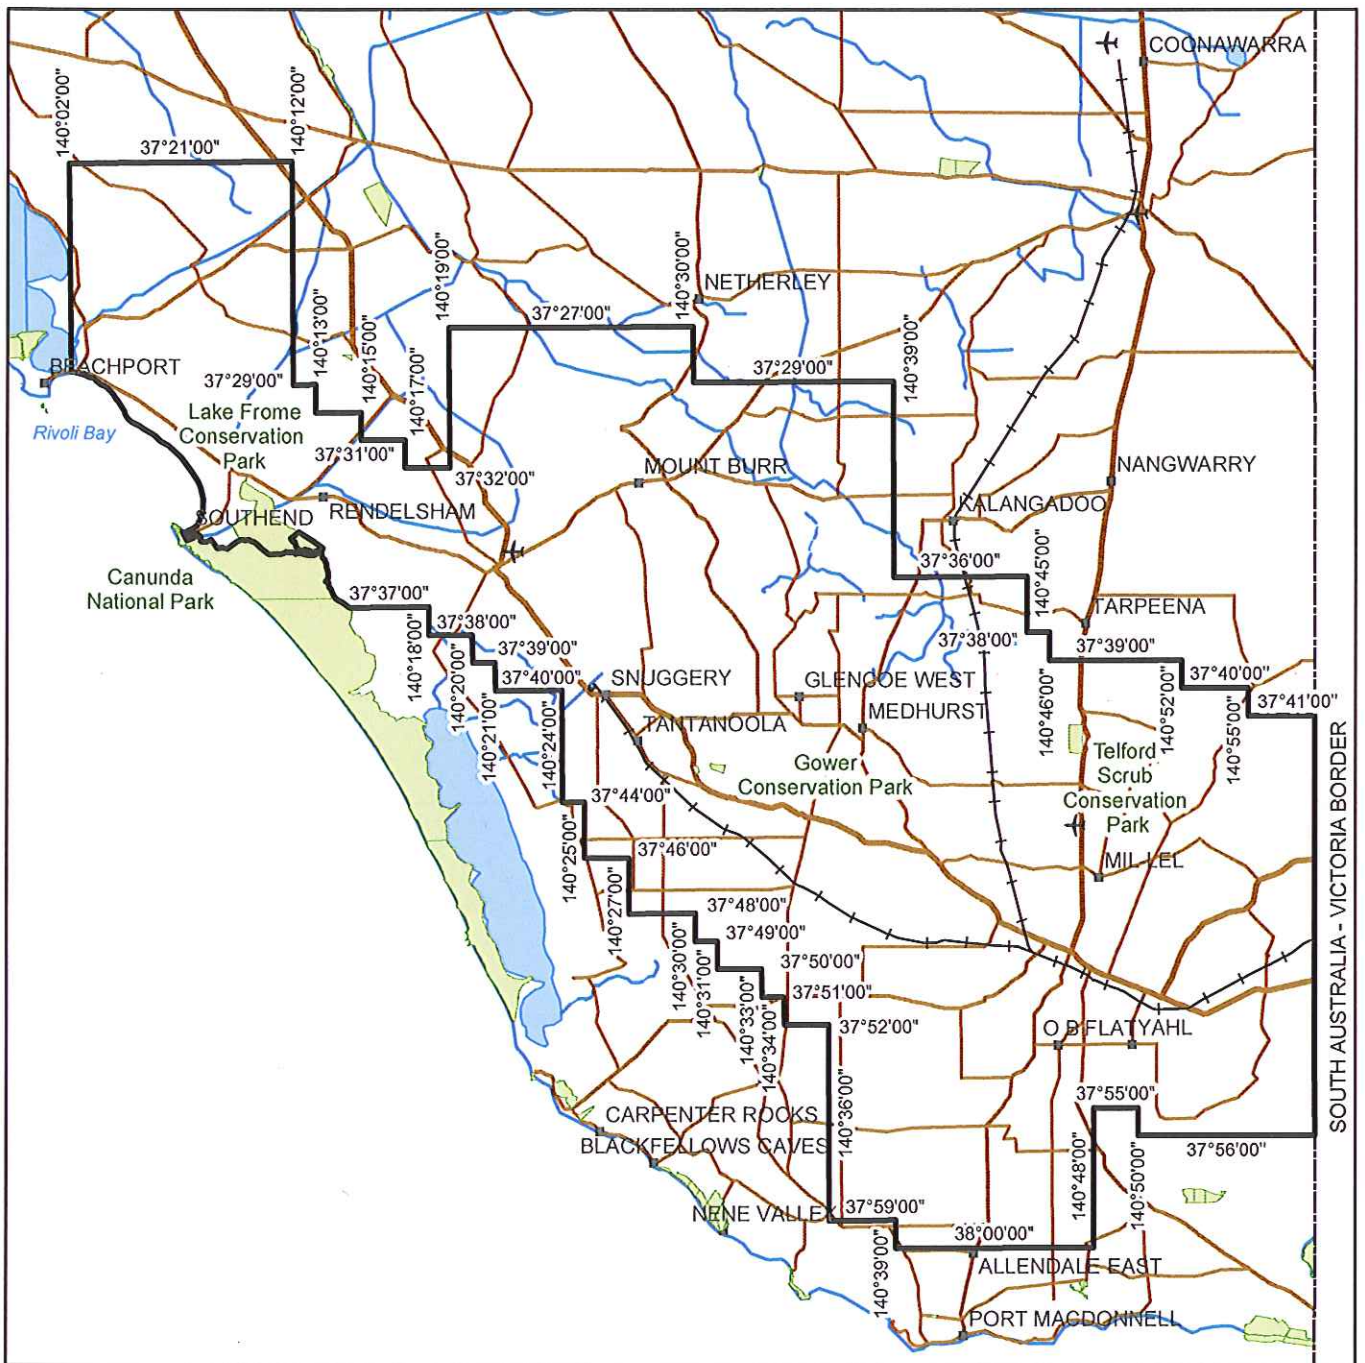 COONAWARRA
140°02'00"
140°12'00"
37°21'00"
140°19'00"
140°30'00"
NETHERLEY
37°27'00"
140°13'00"
140°15'00"
140°17'00"
140°39'00"
BEACHPORT
37°29'00"
37°29'00"
Rivoli Bay
Lake Frome
Conservation
Park
37°31'00"
37°32'00"
MOUNT BURR
NANGWARRY
SOUTHEND
RENDELSHAM
KALANGADOO
37°36'00"
140°45'00"
Canunda
National Park
37°37'00"
37°38'00"
TARPEENA
37°38'00"
37°39'00"
37°39'00"
140°18'00"
140°20'00"
140°21'00"
140°24'00"
37°40'00"
SNUGGERY
GLENCOE WEST
37°40'00"
37°41'00"
TANTANOOLA
MEDHURST
140°46'00"
140°52'00"
140°55'00"
Gower
Conservation Park
Telford
Scrub
Conservation
Park
37°44'00"
140°25'00"
37°46'00"
MIL-LEL
140°27'00"
37°48'00"
37°49'00"
140°30'00"
140°31'00"
140°33'00"
140°34'00"
37°50'00"
37°51'00"
37°52'00"
O B FLAT
YAHL
SOUTH AUSTRALIA - VICTORIA BORDER
140°36'00"
37°55'00"
CARPENTER ROCKS
BLACKFELLOWS CAVES
37°56'00"
140°48'00"
140°50'00"
NENE VALLEY
37°59'00"
38°00'00"
140°39'00"
ALLENDALE EAST
PORT MACDONNELL